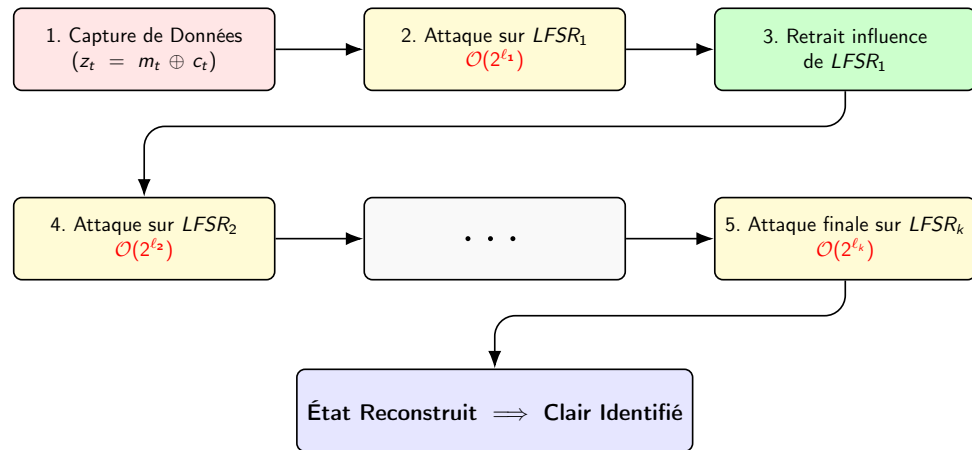 1. Capture de Données
(z_t = m_t ⊕ c_t)
2. Attaque sur LFSR_1
𝒪(2^{ℓ_1})
3. Retrait influence
de LFSR_1
4. Attaque sur LFSR_2
𝒪(2^{ℓ_2})
• • •
5. Attaque finale sur LFSR_k
𝒪(2^{ℓ_k})
État Reconstruit ⟹ Clair Identifié